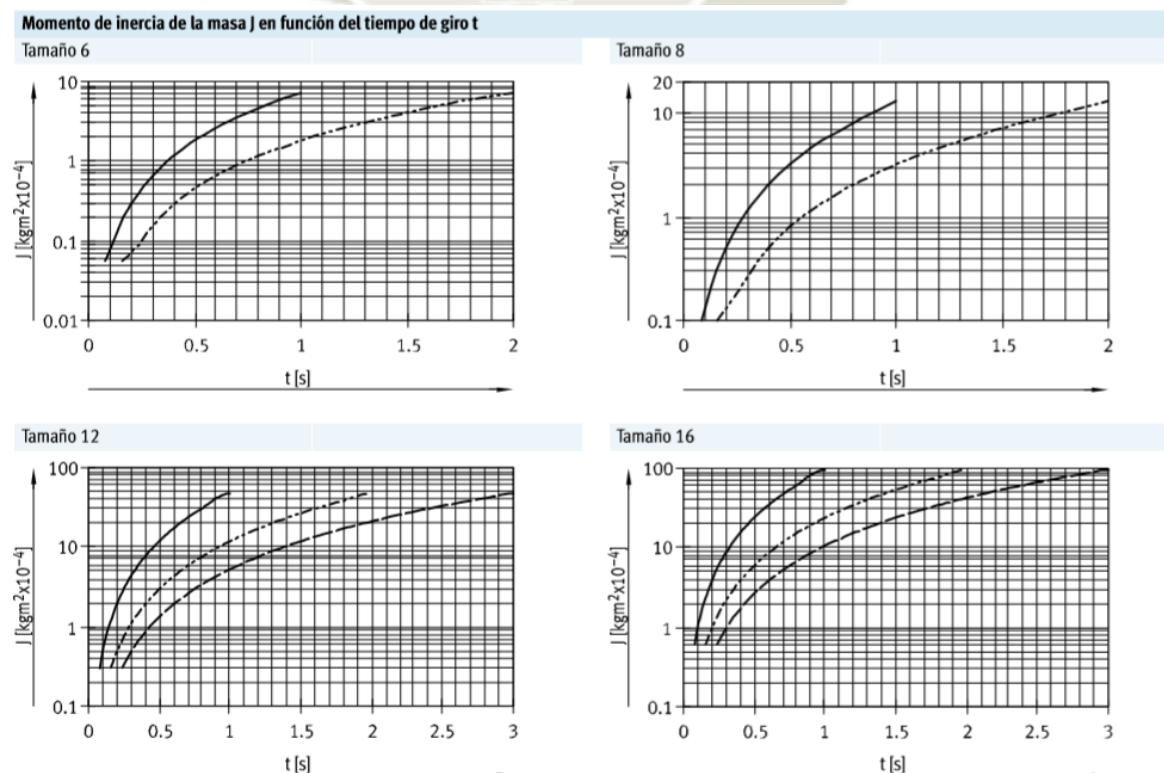 Momento de inercia de la masa J en función del tiempo de giro t
Tamaño 6
10
1
0.1
0.01
J [kgm²x10⁻⁴]
0 0.5 1 1.5 2
t [s]
Tamaño 8
20
10
1
0.1
J [kgm²x10⁻⁴]
0 0.5 1 1.5 2
t [s]
Tamaño 12
100
10
1
0.1
J [kgm²x10⁻⁴]
0 0.5 1 1.5 2 2.5 3
t [s]
Tamaño 16
100
10
1
0.1
J [kgm²x10⁻⁴]
0 0.5 1 1.5 2 2.5 3
t [s]